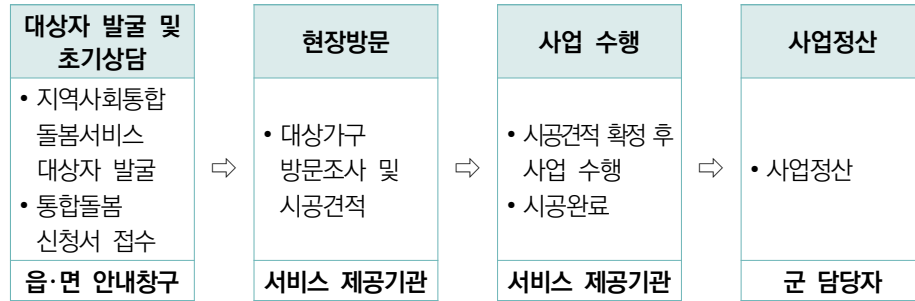 대상자 발굴 및
초기상담
• 지역사회통합
돌봄서비스
대상자 발굴
• 통합돌봄
신청서 접수
읍·면 안내창구
⇨
현장방문
• 대상가구
방문조사 및
시공견적
서비스 제공기관
⇨
사업 수행
• 시공견적 확정 후
사업 수행
• 시공완료
서비스 제공기관
⇨
사업정산
• 사업정산
군 담당자